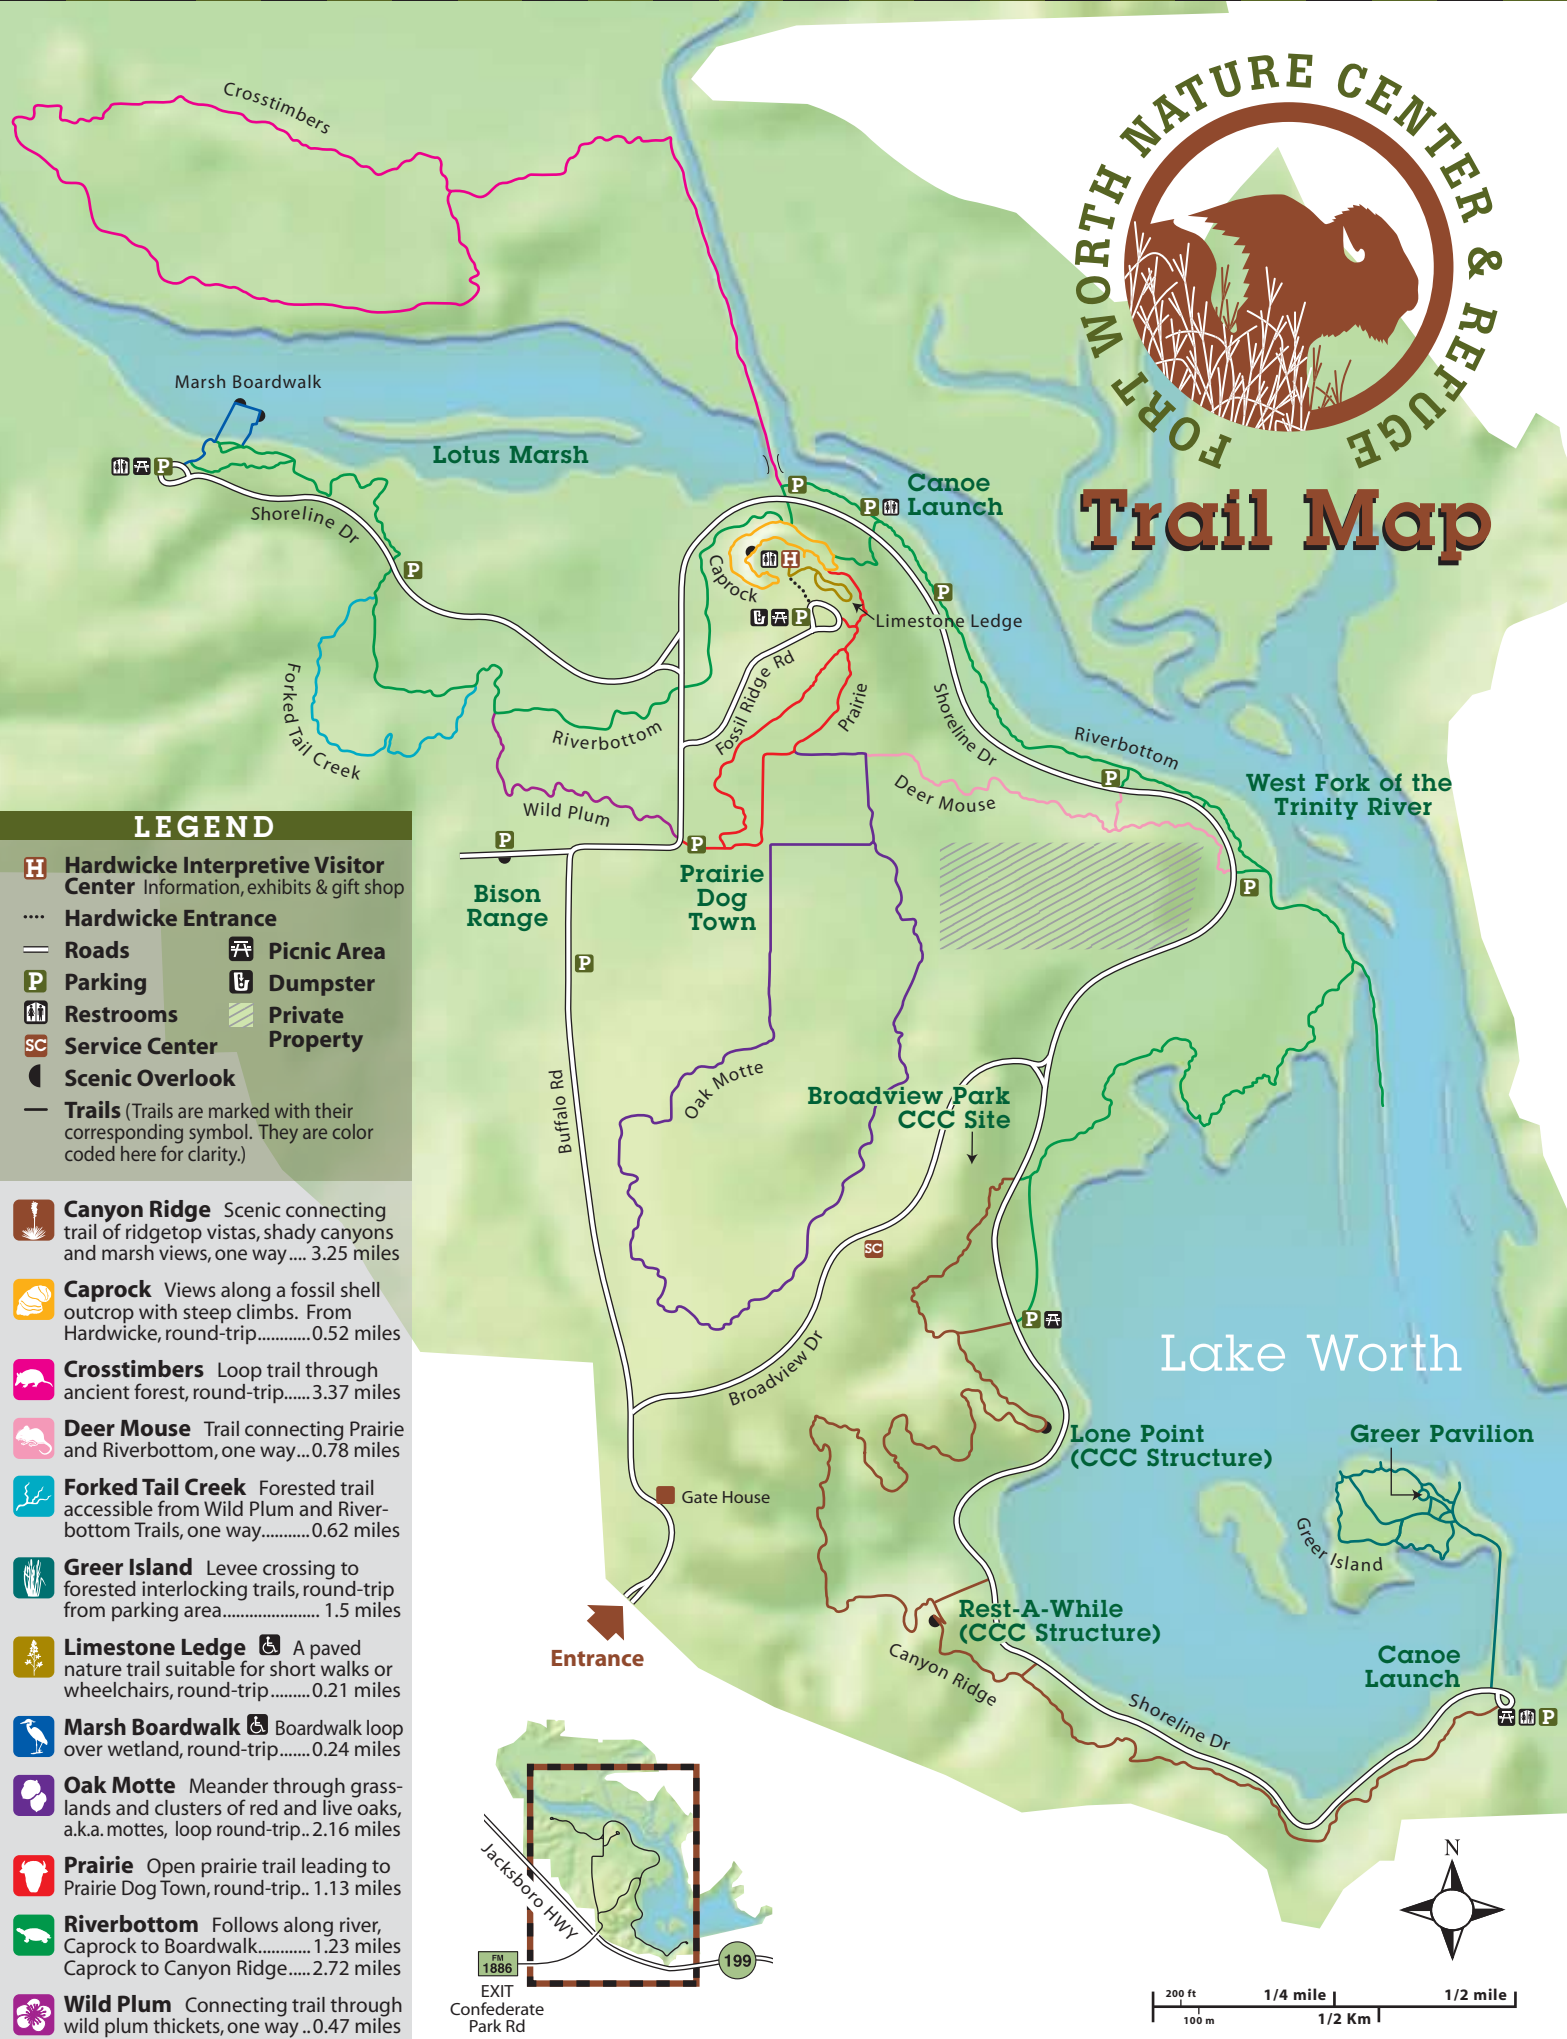 FORT WORTH NATURE CENTER & REFUGE
Trail Map
Crosstimbers
Marsh Boardwalk
Lotus Marsh
P
Shoreline Dr
P
P
Canoe
Launch
P
H
Caprock
P
P
Limestone Ledge
Forked Tail Creek
Riverbottom
Fossil Ridge Rd
Prairie
Shoreline Dr
Riverbottom
Deer Mouse
P
West Fork of the
Trinity River
Wild Plum
P
Bison
Range
P
Prairie
Dog
Town
P
P
Buffalo Rd
Oak Motte
Broadview Park
CCC Site
SC
P
Broadview Dr
Lake Worth
Lone Point
(CCC Structure)
Greer Pavilion
Greer Island
Gate House
Entrance
Rest-A-While
(CCC Structure)
Canyon Ridge
Shoreline Dr
Canoe
Launch
P
LEGEND
H Hardwicke Interpretive Visitor
Center Information, exhibits & gift shop
Hardwicke Entrance
Roads
Picnic Area
P Parking
Dumpster
Restrooms
Private
Property
SC Service Center
Scenic Overlook
Trails (Trails are marked with their
corresponding symbol. They are color
coded here for clarity.)
Canyon Ridge Scenic connecting
trail of ridgetop vistas, shady canyons
and marsh views, one way.... 3.25 miles
Caprock Views along a fossil shell
outcrop with steep climbs. From
Hardwicke, round-trip............0.52 miles
Crosstimbers Loop trail through
ancient forest, round-trip......3.37 miles
Deer Mouse Trail connecting Prairie
and Riverbottom, one way...0.78 miles
Forked Tail Creek Forested trail
accessible from Wild Plum and River-
bottom Trails, one way...........0.62 miles
Greer Island Levee crossing to
forested interlocking trails, round-trip
from parking area...................... 1.5 miles
Limestone Ledge A paved
nature trail suitable for short walks or
wheelchairs, round-trip.........0.21 miles
Marsh Boardwalk Boardwalk loop
over wetland, round-trip.......0.24 miles
Oak Motte Meander through grass-
lands and clusters of red and live oaks,
a.k.a. mottes, loop round-trip.. 2.16 miles
Prairie Open prairie trail leading to
Prairie Dog Town, round-trip.. 1.13 miles
Riverbottom Follows along river,
Caprock to Boardwalk............1.23 miles
Caprock to Canyon Ridge.....2.72 miles
Wild Plum Connecting trail through
wild plum thickets, one way ..0.47 miles
Jacksboro HWY
FM
1886
199
EXIT
Confederate
Park Rd
N
200 ft
1/4 mile
1/2 mile
100 m
1/2 Km